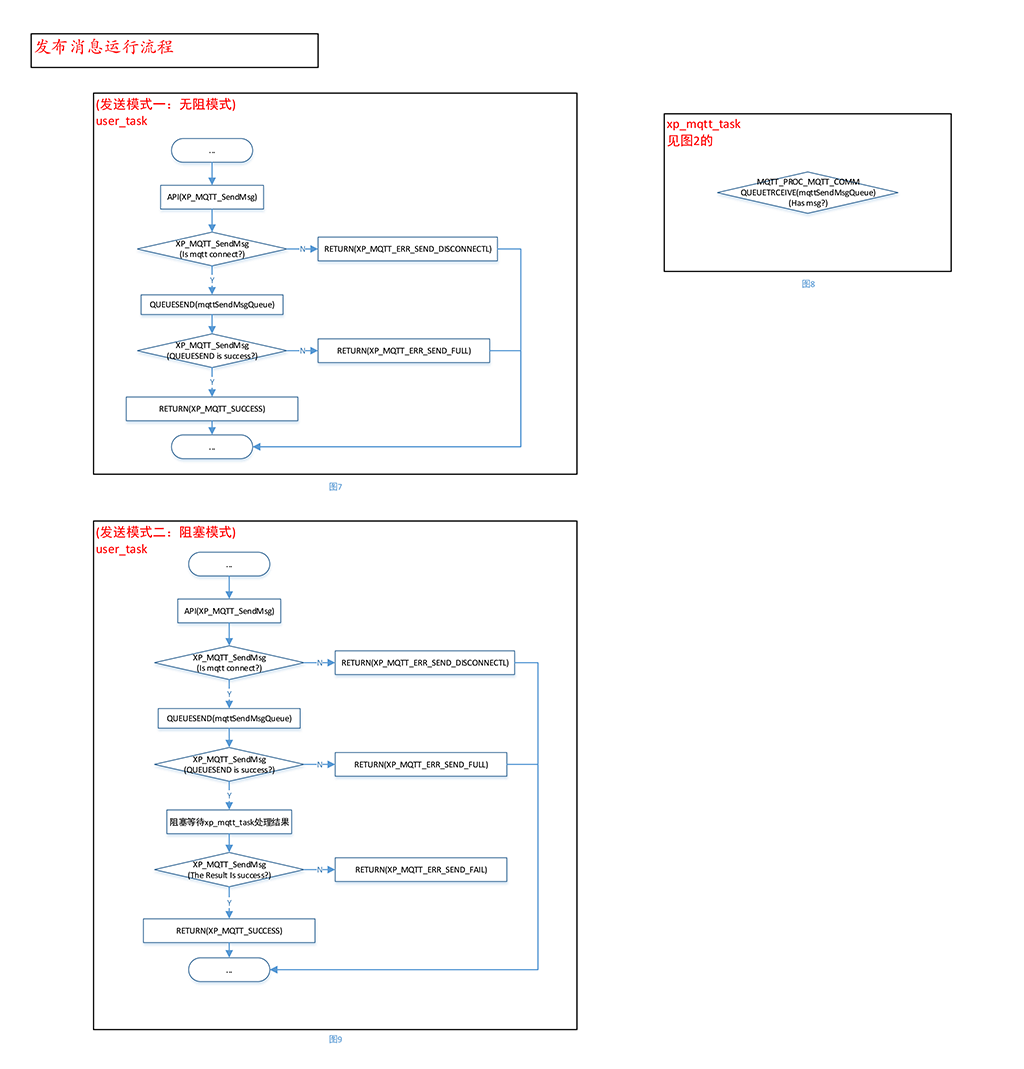 发布消息运行流程
(发送模式一：无阻模式)
user_task
...
API(XP_MQTT_SendMsg)
XP_MQTT_SendMsg
(Is mqtt connect?)
N
RETURN(XP_MQTT_ERR_SEND_DISCONNECTL)
Y
QUEUESEND(mqttSendMsgQueue)
XP_MQTT_SendMsg
(QUEUESEND is success?)
N
RETURN(XP_MQTT_ERR_SEND_FULL)
Y
RETURN(XP_MQTT_SUCCESS)
...
图7
xp_mqtt_task
见图2的
MQTT_PROC_MQTT_COMM
QUEUETRCEIVE(mqttSendMsgQueue)
(Has msg?)
图8
(发送模式二：阻塞模式)
user_task
...
API(XP_MQTT_SendMsg)
XP_MQTT_SendMsg
(Is mqtt connect?)
N
RETURN(XP_MQTT_ERR_SEND_DISCONNECTL)
Y
QUEUESEND(mqttSendMsgQueue)
XP_MQTT_SendMsg
(QUEUESEND is success?)
N
RETURN(XP_MQTT_ERR_SEND_FULL)
Y
阻塞等待xp_mqtt_task处理结果
XP_MQTT_SendMsg
(The Result Is success?)
N
RETURN(XP_MQTT_ERR_SEND_FAIL)
Y
RETURN(XP_MQTT_SUCCESS)
...
图9